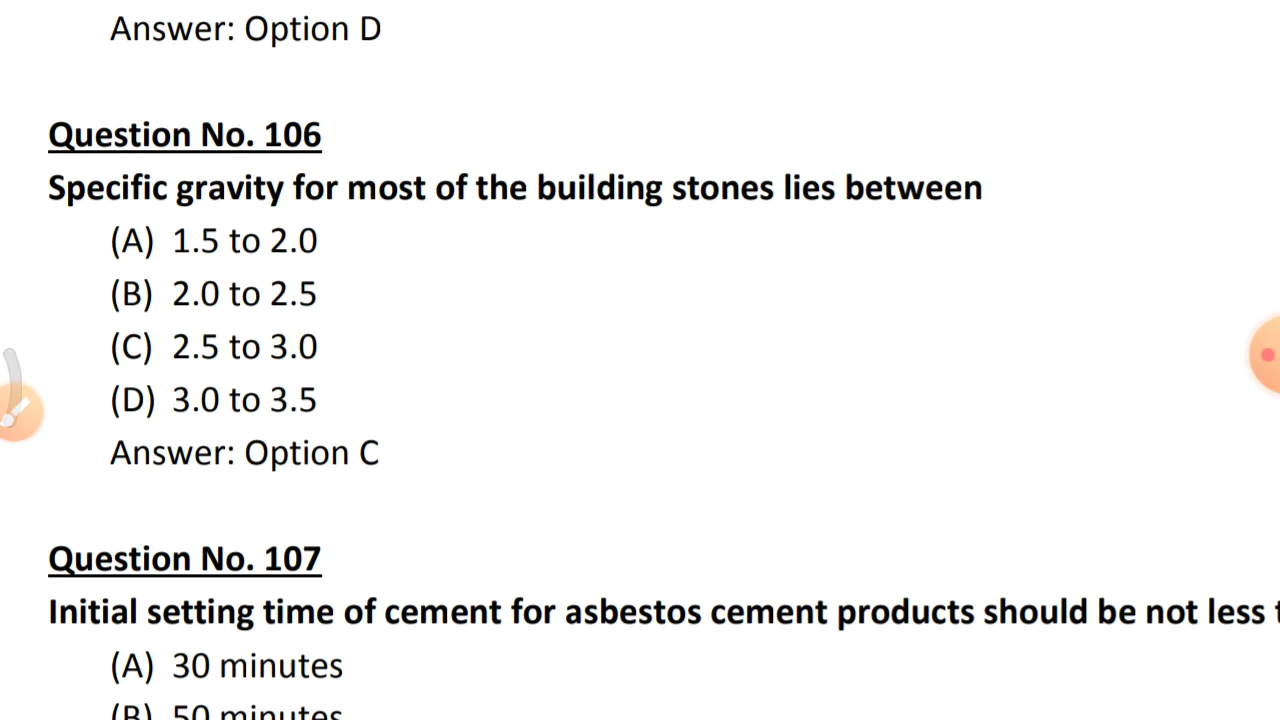 Answer: Option D
Question No. 106
Specific gravity for most of the building stones lies between
(A) 1.5 to 2.0
(B) 2.0 to 2.5
(C) 2.5 to 3.0
(D) 3.0 to 3.5
Answer: Option C
Question No. 107
Initial setting time of cement for asbestos cement products should be not less
(A) 30 minutes
(B) 50 minutes